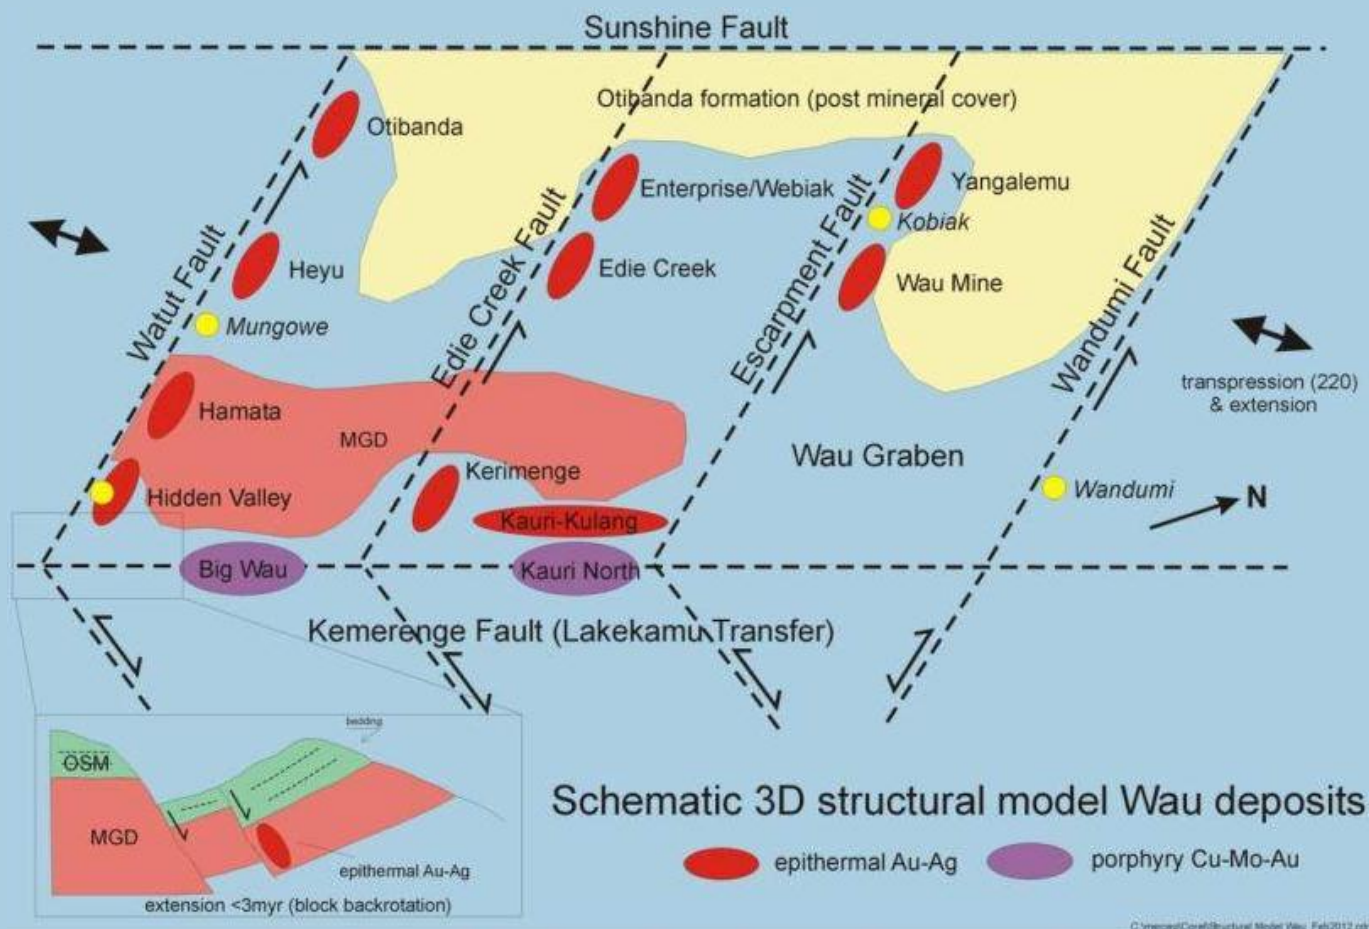 Sunshine Fault
Otibanda formation (post mineral cover)
Otibanda
Enterprise/Webiak
Yangalemu
Kobiak
Watut Fault
Heyu
Edie Creek Fault
Edie Creek
Escarpment Fault
Wau Mine
Wandumi Fault
Mungowe
transpression (220)
& extension
Hamata
MGD
Wau Graben
Kerimenge
Hidden Valley
Wandumi
N
Kauri-Kulang
Big Wau
Kauri North
Kemerenge Fault (Lakekamu Transfer)
bedding
OSM
MGD
epithermal Au-Ag
extension <3myr (block backrotation)
Schematic 3D structural model Wau deposits
epithermal Au-Ag
porphyry Cu-Mo-Au